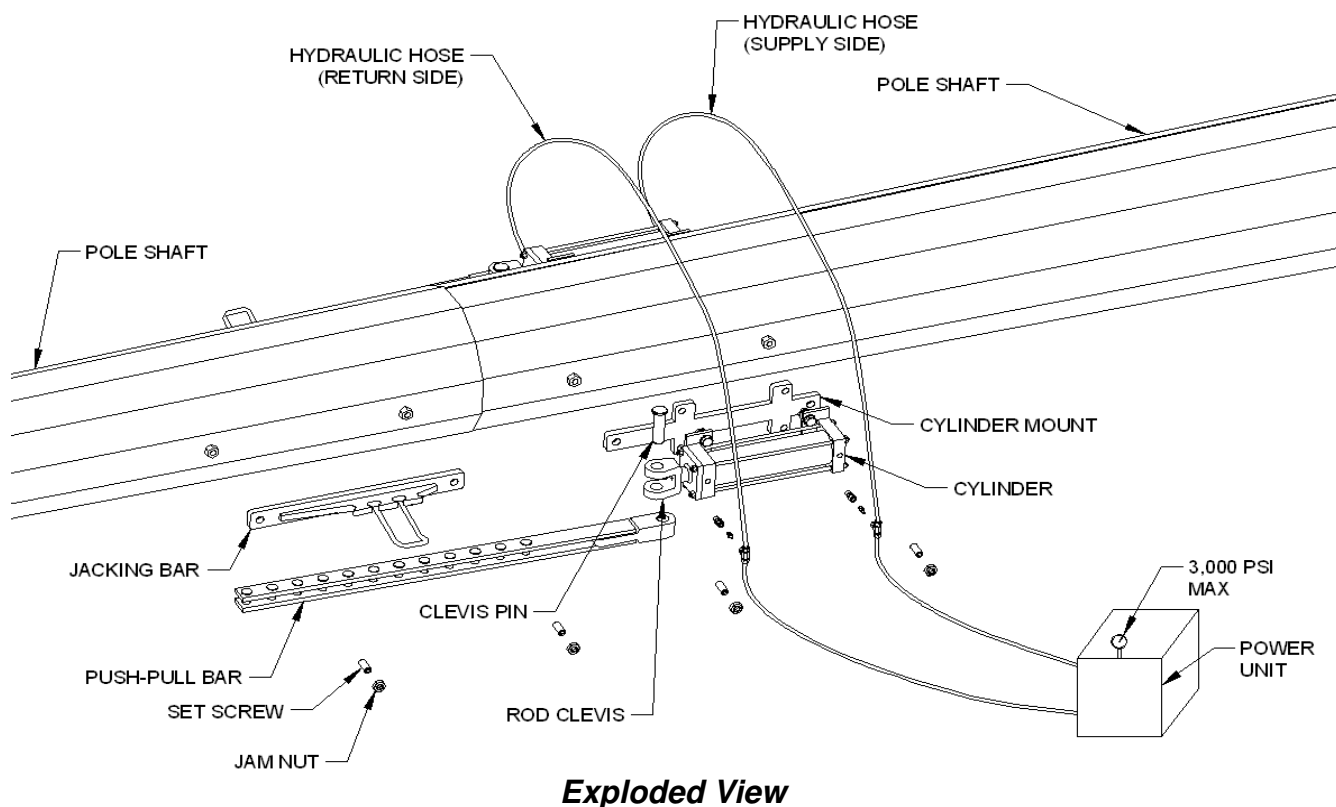 HYDRAULIC HOSE
(SUPPLY SIDE)
HYDRAULIC HOSE
(RETURN SIDE)
POLE SHAFT
POLE SHAFT
CYLINDER MOUNT
CYLINDER
JACKING BAR
3,000 PSI
MAX
CLEVIS PIN
POWER
UNIT
PUSH-PULL BAR
SET SCREW
ROD CLEVIS
JAM NUT
Exploded View